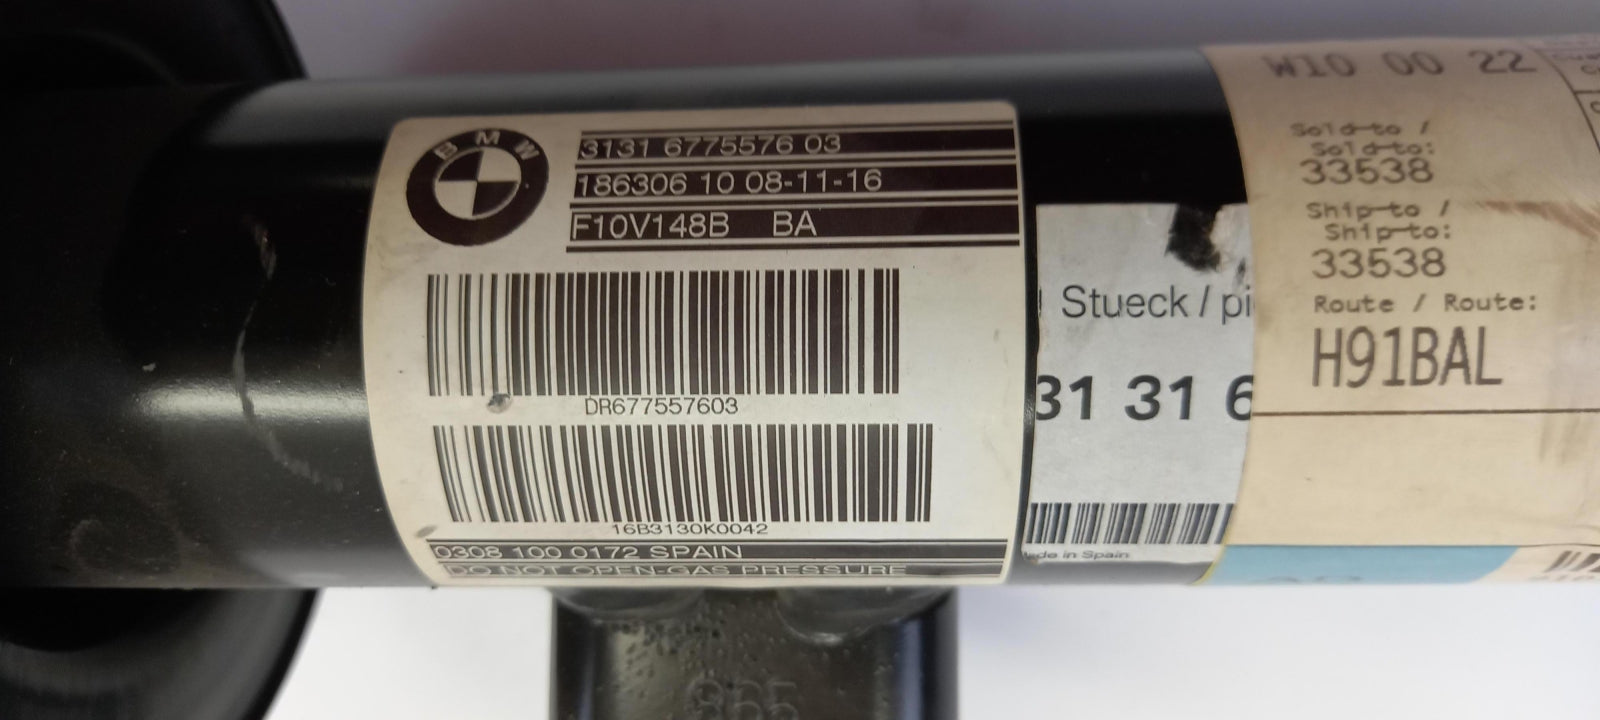 BMW
3131 6775576 03
186306 10 08-11-16
F10V148B BA
DR677557603
16B3130K0042
0308 100 0172 SPAIN
DO NOT OPEN-GAS PRESSURE
Stueck / pi
31 31 6
ade in Spain
W10 00 22
Sold-to /
Sold-to:
33538
Ship-to /
Ship-to:
33538
Route / Route:
H91BAL
865